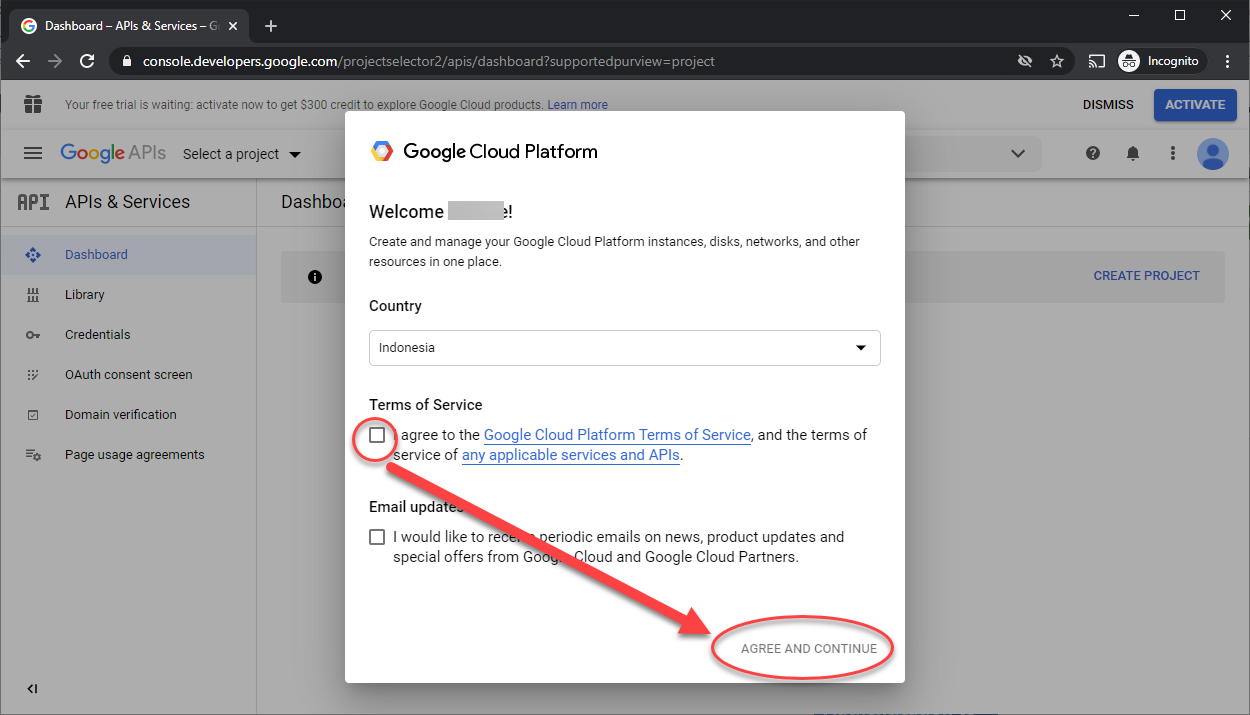 Dashboard – APIs & Services – G
console.developers.google.com/projectselector2/apis/dashboard?supportedpurview=project
Incognito
Your free trial is waiting: activate now to get $300 credit to explore Google Cloud products. Learn more
DISMISS
ACTIVATE
Google APIs
Select a project
API APIs & Services
Dashboard
Library
Credentials
OAuth consent screen
Domain verification
Page usage agreements
CREATE PROJECT
Google Cloud Platform
Welcome e!
Create and manage your Google Cloud Platform instances, disks, networks, and other
resources in one place.
Country
Indonesia
Terms of Service
I agree to the Google Cloud Platform Terms of Service, and the terms of
service of any applicable services and APIs.
Email updates
I would like to receive periodic emails on news, product updates and
special offers from Google Cloud and Google Cloud Partners.
AGREE AND CONTINUE